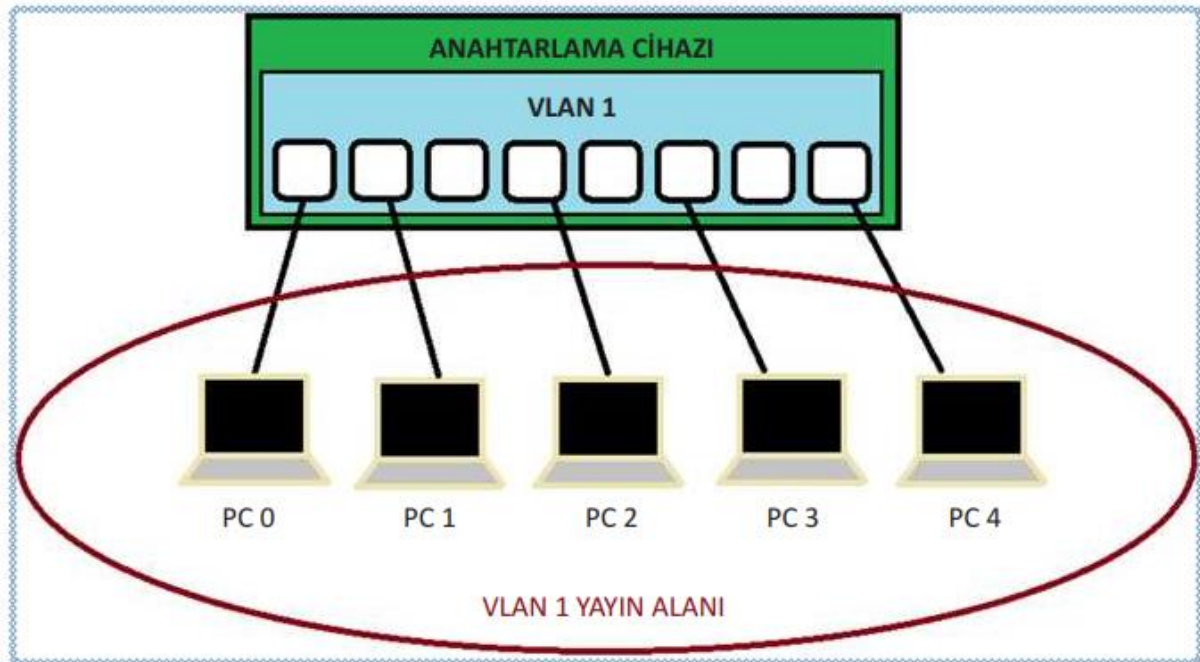 ANAHTARLAMA CİHAZI
VLAN 1
PC 0
PC 1
PC 2
PC 3
PC 4
VLAN 1 YAYIN ALANI